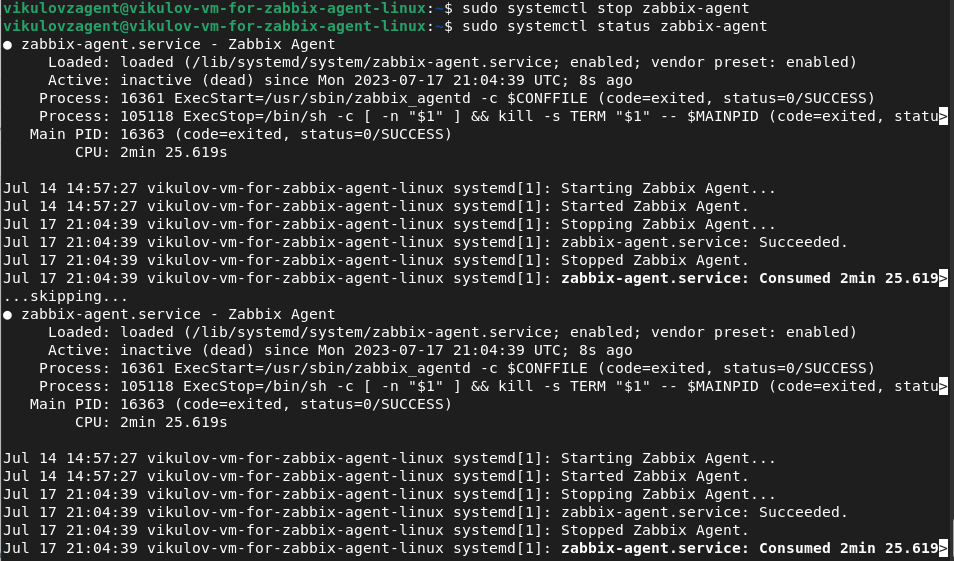 vikulovzagent@vikulov-vm-for-zabbix-agent-linux:~$ sudo systemctl stop zabbix-agent
vikulovzagent@vikulov-vm-for-zabbix-agent-linux:~$ sudo systemctl status zabbix-agent
● zabbix-agent.service - Zabbix Agent
     Loaded: loaded (/lib/systemd/system/zabbix-agent.service; enabled; vendor preset: enabled)
     Active: inactive (dead) since Mon 2023-07-17 21:04:39 UTC; 8s ago
    Process: 16361 ExecStart=/usr/sbin/zabbix_agentd -c $CONFFILE (code=exited, status=0/SUCCESS)
    Process: 105118 ExecStop=/bin/sh -c [ -n "$1" ] && kill -s TERM "$1" -- $MAINPID (code=exited, statu>
   Main PID: 16363 (code=exited, status=0/SUCCESS)
        CPU: 2min 25.619s

Jul 14 14:57:27 vikulov-vm-for-zabbix-agent-linux systemd[1]: Starting Zabbix Agent...
Jul 14 14:57:27 vikulov-vm-for-zabbix-agent-linux systemd[1]: Started Zabbix Agent.
Jul 17 21:04:39 vikulov-vm-for-zabbix-agent-linux systemd[1]: Stopping Zabbix Agent...
Jul 17 21:04:39 vikulov-vm-for-zabbix-agent-linux systemd[1]: zabbix-agent.service: Succeeded.
Jul 17 21:04:39 vikulov-vm-for-zabbix-agent-linux systemd[1]: Stopped Zabbix Agent.
Jul 17 21:04:39 vikulov-vm-for-zabbix-agent-linux systemd[1]: zabbix-agent.service: Consumed 2min 25.619>
...skipping...
● zabbix-agent.service - Zabbix Agent
     Loaded: loaded (/lib/systemd/system/zabbix-agent.service; enabled; vendor preset: enabled)
     Active: inactive (dead) since Mon 2023-07-17 21:04:39 UTC; 8s ago
    Process: 16361 ExecStart=/usr/sbin/zabbix_agentd -c $CONFFILE (code=exited, status=0/SUCCESS)
    Process: 105118 ExecStop=/bin/sh -c [ -n "$1" ] && kill -s TERM "$1" -- $MAINPID (code=exited, statu>
   Main PID: 16363 (code=exited, status=0/SUCCESS)
        CPU: 2min 25.619s

Jul 14 14:57:27 vikulov-vm-for-zabbix-agent-linux systemd[1]: Starting Zabbix Agent...
Jul 14 14:57:27 vikulov-vm-for-zabbix-agent-linux systemd[1]: Started Zabbix Agent.
Jul 17 21:04:39 vikulov-vm-for-zabbix-agent-linux systemd[1]: Stopping Zabbix Agent...
Jul 17 21:04:39 vikulov-vm-for-zabbix-agent-linux systemd[1]: zabbix-agent.service: Succeeded.
Jul 17 21:04:39 vikulov-vm-for-zabbix-agent-linux systemd[1]: Stopped Zabbix Agent.
Jul 17 21:04:39 vikulov-vm-for-zabbix-agent-linux systemd[1]: zabbix-agent.service: Consumed 2min 25.619>